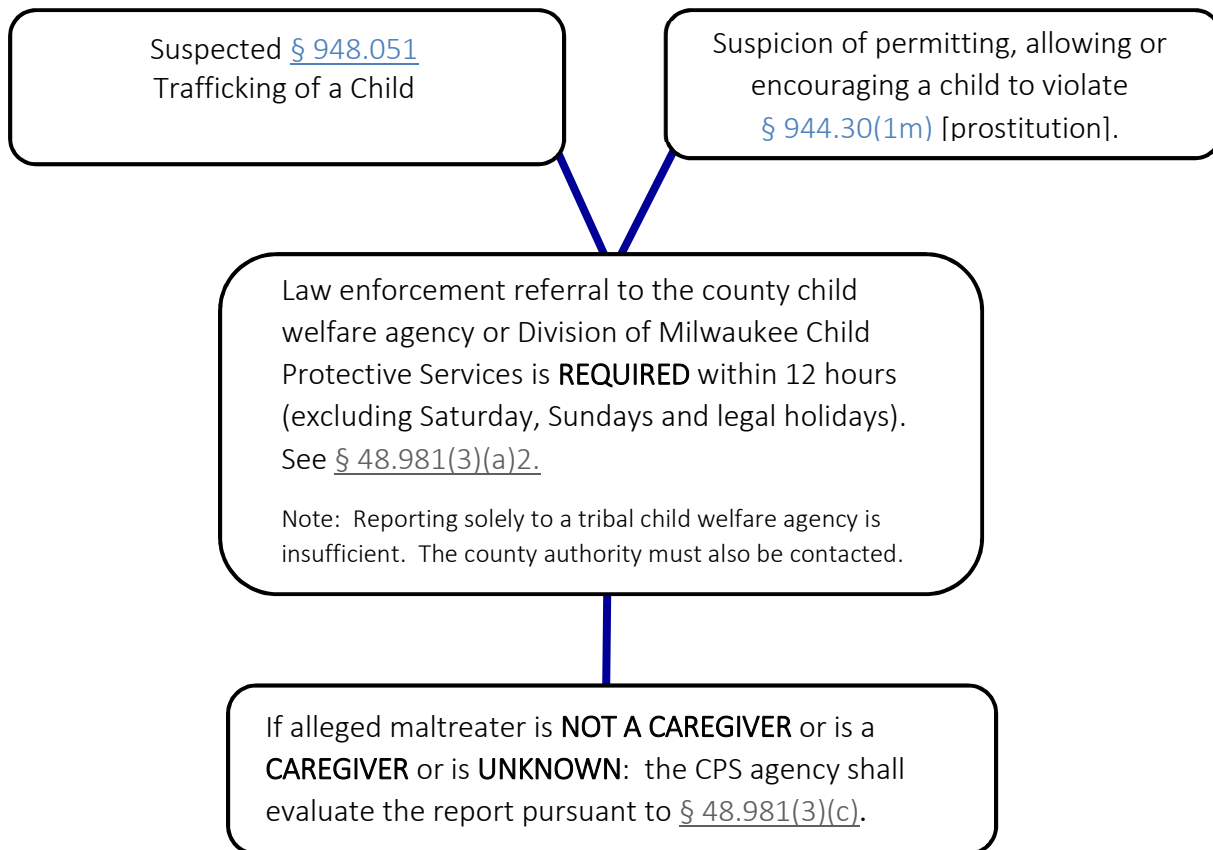 Suspected § 948.051
Trafficking of a Child
Suspicion of permitting, allowing or
encouraging a child to violate
§ 944.30(1m) [prostitution].
Law enforcement referral to the county child
welfare agency or Division of Milwaukee Child
Protective Services is REQUIRED within 12 hours
(excluding Saturday, Sundays and legal holidays).
See § 48.981(3)(a)2.
Note: Reporting solely to a tribal child welfare agency is
insufficient. The county authority must also be contacted.
If alleged maltreater is NOT A CAREGIVER or is a
CAREGIVER or is UNKNOWN: the CPS agency shall
evaluate the report pursuant to § 48.981(3)(c).